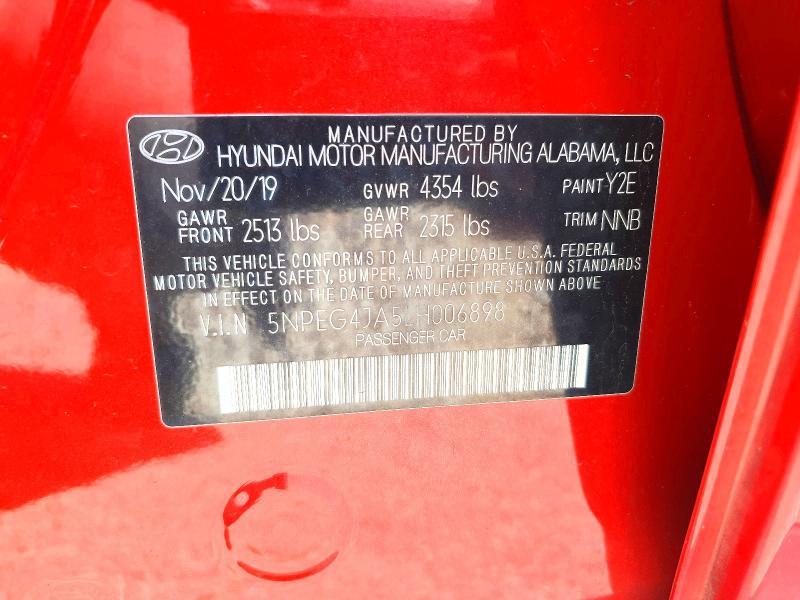 MANUFACTURED BY
HYUNDAI MOTOR MANUFACTURING ALABAMA, LLC
Nov/20/19 GVWR 4354 lbs PAINT Y2E
GAWR FRONT 2513 lbs GAWR REAR 2315 lbs TRIM NNB
THIS VEHICLE CONFORMS TO ALL APPLICABLE U.S.A. FEDERAL
MOTOR VEHICLE SAFETY, BUMPER, AND THEFT PREVENTION STANDARDS
IN EFFECT ON THE DATE OF MANUFACTURE SHOWN ABOVE
V.I.N 5NPEG4JA5LH006898
PASSENGER CAR